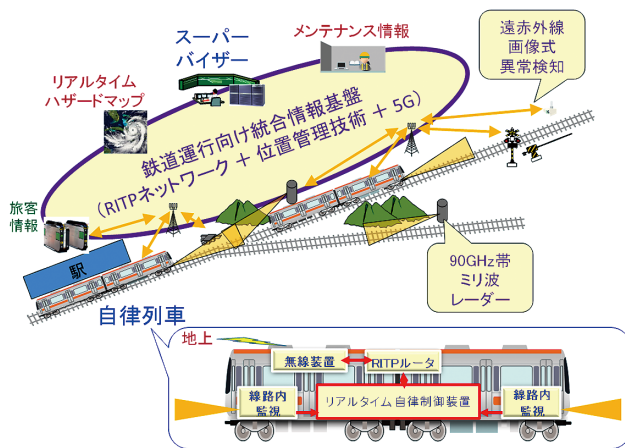 メンテナンス情報
スーパー
バイザー
リアルタイム
ハザードマップ
遠赤外線
画像式
異常検知
鉄道運行向け統合情報基盤
(RITPネットワーク + 位置管理技術 + 5G)
旅客
情報
駅
90GHz帯
ミリ波
レーダー
自律列車
地上
無線装置
RITPルータ
線路内
監視
リアルタイム自律制御装置
線路内
監視